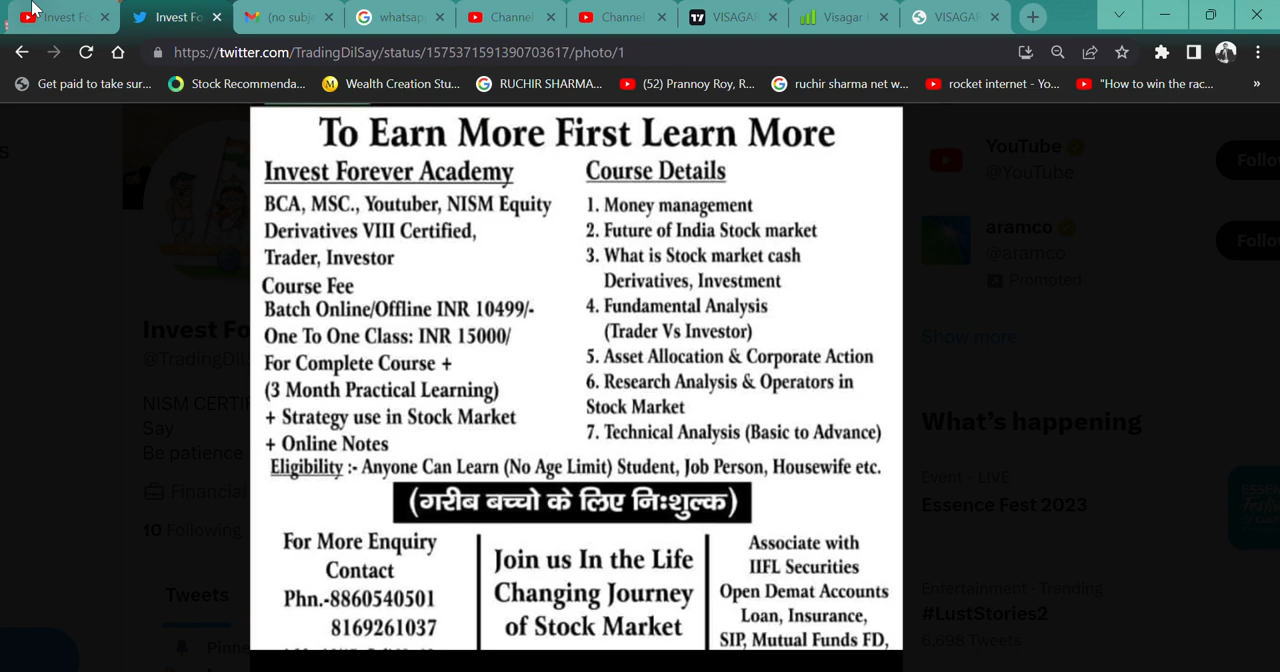 Invest Fo
Invest Fo
(no subje
whatsapp
Channel
Channel
VISAGAR
Visagar
VISAGAR
https://twitter.com/TradingDilSay/status/1575371591390703617/photo/1
Get paid to take sur...
Stock Recommenda...
Wealth Creation Stu...
RUCHIR SHARMA...
(52) Prannoy Roy, R...
ruchir sharma net w...
rocket internet - Yo...
"How to win the rac...
»
To Earn More First Learn More
Invest Forever Academy
BCA, MSC., Youtuber, NISM Equity
Derivatives VIII Certified,
Trader, Investor
Course Fee
Batch Online/Offline INR 10499/-
One To One Class: INR 15000/
For Complete Course +
(3 Month Practical Learning)
+ Strategy use in Stock Market
+ Online Notes
Course Details
1. Money management
2. Future of India Stock market
3. What is Stock market cash
Derivatives, Investment
4. Fundamental Analysis
(Trader Vs Investor)
5. Asset Allocation & Corporate Action
6. Research Analysis & Operators in
Stock Market
7. Technical Analysis (Basic to Advance)
Eligibility :- Anyone Can Learn (No Age Limit) Student, Job Person, Housewife etc.
(गरीब बच्चो के लिए निःशुल्क)
For More Enquiry
Contact
Phn.-8860540501
8169261037
Join us In the Life
Changing Journey
of Stock Market
Associate with
IIFL Securities
Open Demat Accounts
Loan, Insurance,
SIP, Mutual Funds FD,
Invest Fo
@TradingDil
NISM CERTI
Say
Be patience
Financial
10 Following
Tweets
Pinne
YouTube
@YouTube
Follo
aramco
@aramco
Promoted
Follo
Show more
What's happening
Event - LIVE
Essence Fest 2023
Entertainment · Trending
#LustStories2
6,698 Tweets